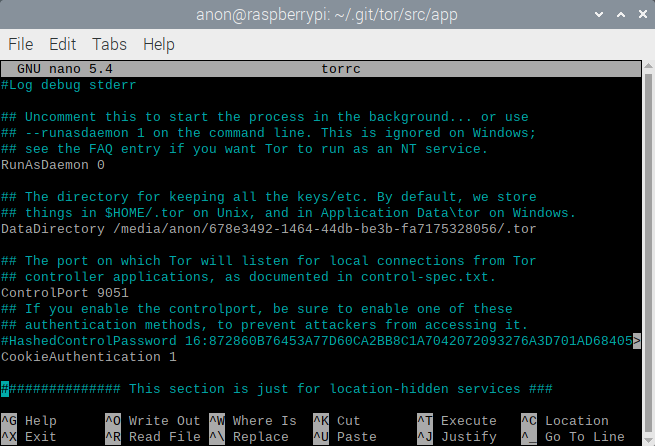 anon@raspberrypi: ~/.git/tor/src/app
File Edit Tabs Help
GNU nano 5.4 torrc
#Log debug stderr
## Uncomment this to start the process in the background... or use
## --runasdaemon 1 on the command line. This is ignored on Windows;
## see the FAQ entry if you want Tor to run as an NT service.
RunAsDaemon 0
## The directory for keeping all the keys/etc. By default, we store
## things in $HOME/.tor on Unix, and in Application Data\tor on Windows.
DataDirectory /media/anon/678e3492-1464-44db-be3b-fa7175328056/.tor
## The port on which Tor will listen for local connections from Tor
## controller applications, as documented in control-spec.txt.
ControlPort 9051
## If you enable the controlport, be sure to enable one of these
## authentication methods, to prevent attackers from accessing it.
#HashedControlPassword 16:872860B76453A77D60CA2BB8C1A7042072093276A3D701AD68405>
CookieAuthentication 1
############### This section is just for location-hidden services ###
^G Help ^O Write Out ^W Where Is ^K Cut ^T Execute ^C Location
^X Exit ^R Read File ^\ Replace ^U Paste ^J Justify ^_ Go To Line